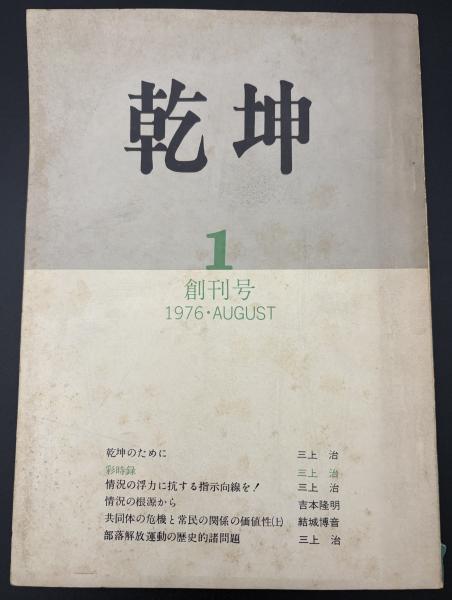 乾坤
1
創刊号
1976・AUGUST
乾坤のために 三上 治
彩時録 三上 治
情況の浮力に抗する指示向線を! 三上 治
情況の根源から 吉本隆明
共同体の危機と常民の関係の価値性(上) 結城博音
部落解放運動の歴史的諸問題 三上 治